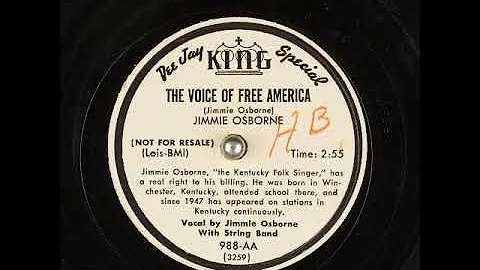 Dee Jay KING Special
THE VOICE OF FREE AMERICA
(Jimmie Osborne)
JIMMIE OSBORNE
HB
(NOT FOR RESALE)
(Lois-BMI) Time: 2:55
Jimmie Osborne, "the Kentucky Folk Singer," has
a real right to his billing. He was born in Win-
chester, Kentucky, attended school there, and
since 1947 has appeared on stations in
Kentucky continuously.
Vocal by Jimmie Osborne
With String Band
988-AA
(3259)